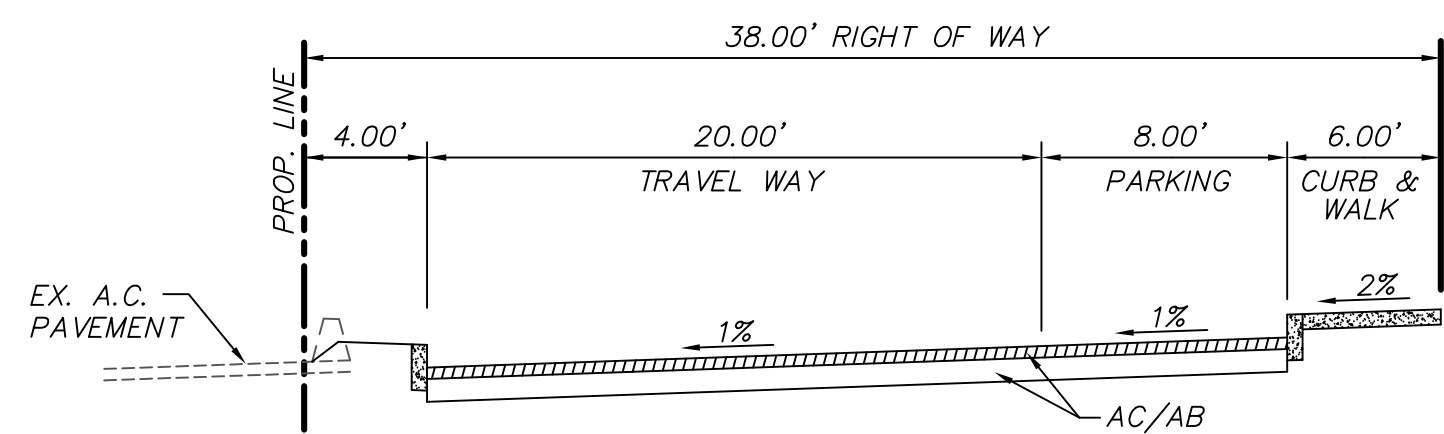 38.00' RIGHT OF WAY
PROP. LINE
4.00'
20.00'
8.00'
6.00'
TRAVEL WAY
PARKING
CURB &
WALK
EX. A.C.
PAVEMENT
1%
1%
2%
AC/AB